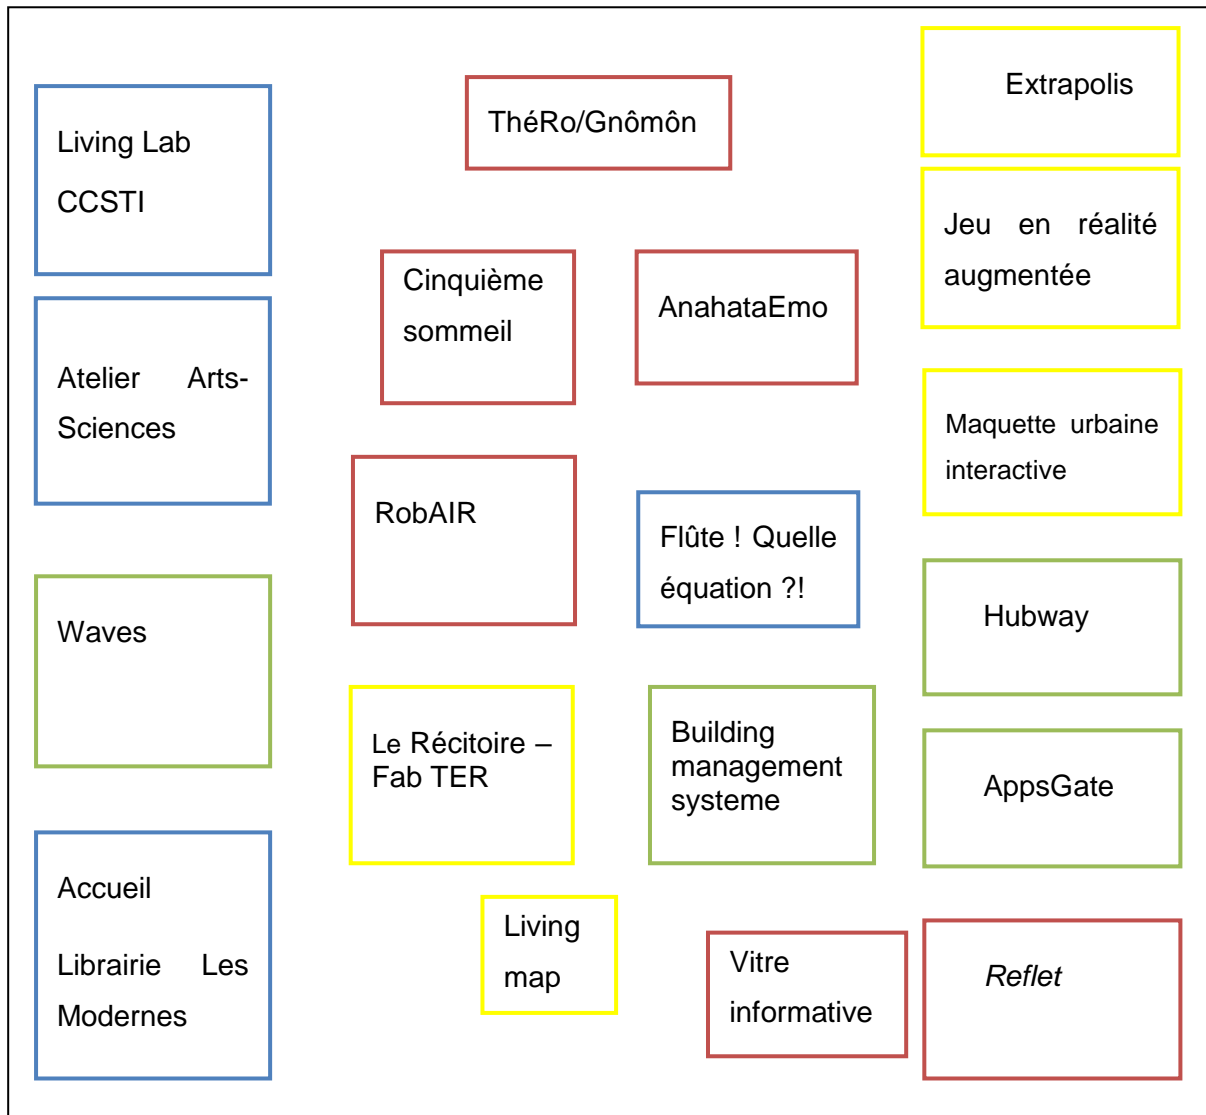 Extrapolis
ThéRo/Gnômôn
Living Lab
CCSTI
Jeu en réalité
augmentée
Cinquième
sommeil
AnahataEmo
Atelier Arts-
Sciences
Maquette urbaine
interactive
RobAIR
Flûte ! Quelle
équation ?!
Waves
Hubway
Le Récitoire –
Fab TER
Building
management
systeme
AppsGate
Accueil
Librairie Les
Modernes
Living
map
Vitre
informative
Reflet